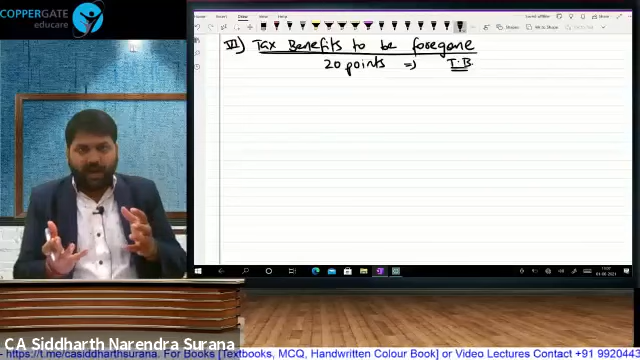 COPPERGATE
educare
VI) Tax Benefits to be foregone
20 points => T.B.
CA Siddharth Narendra Surana
- https://t.me/casiddharthsurana. For Books [Textbooks, MCQ, Handwritten Colour Book] or Video Lectures Contact +91 9920443